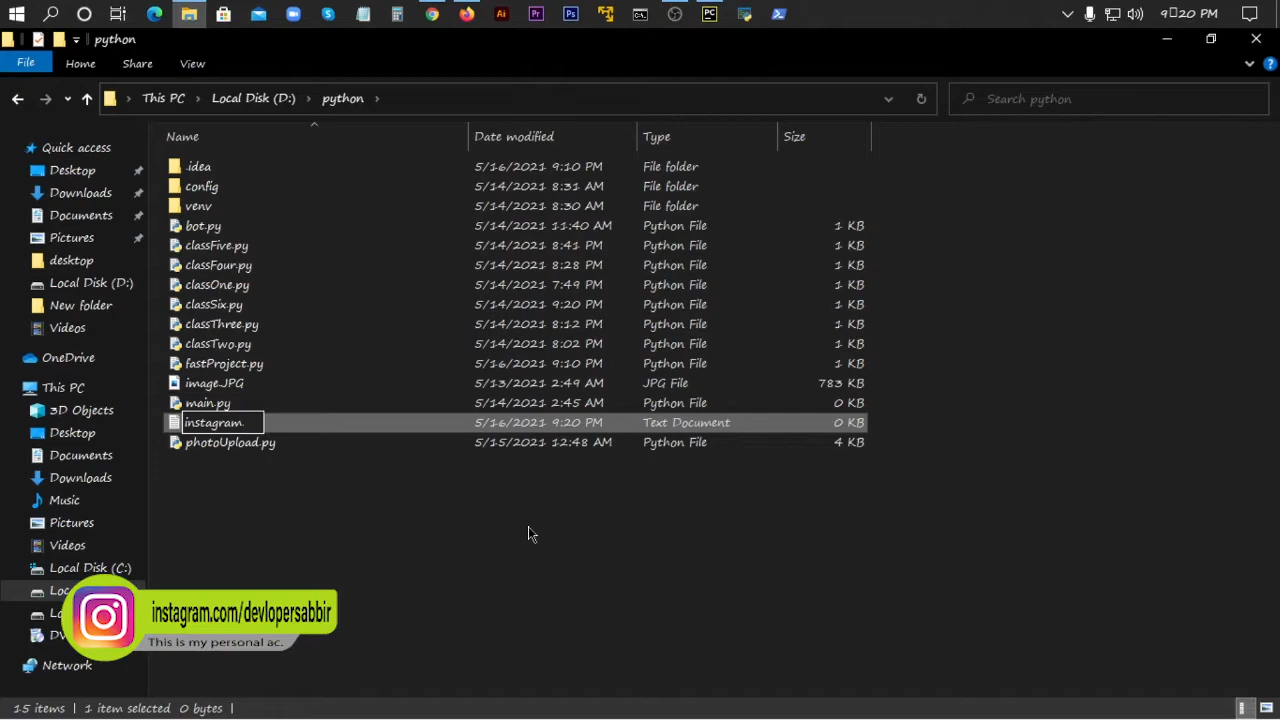 9:20 PM
python
File Home Share View
This PC Local Disk (D:) python Search python
Name Date modified Type Size
Quick access
Desktop
Downloads
Documents
Pictures
desktop
Local Disk (D:)
New folder
Videos
OneDrive
This PC
3D Objects
Desktop
Documents
Downloads
Music
Pictures
Videos
Local Disk (C:)
Network
.idea 5/16/2021 9:10 PM File folder
config 5/14/2021 8:31 AM File folder
venv 5/14/2021 8:30 AM File folder
bot.py 5/14/2021 11:40 AM Python File 1 KB
classFive.py 5/14/2021 8:41 PM Python File 1 KB
classFour.py 5/14/2021 8:28 PM Python File 1 KB
classOne.py 5/14/2021 7:49 PM Python File 1 KB
classSix.py 5/14/2021 9:20 PM Python File 1 KB
classThree.py 5/14/2021 8:12 PM Python File 1 KB
classTwo.py 5/14/2021 8:02 PM Python File 1 KB
fastProject.py 5/16/2021 9:10 PM Python File 1 KB
image.JPG 5/13/2021 2:49 AM JPG File 783 KB
main.py 5/14/2021 2:45 AM Python File 0 KB
instagram. 5/16/2021 9:20 PM Text Document 0 KB
photoUpload.py 5/15/2021 12:48 AM Python File 4 KB
instagram.com/devlopersabbir
This is my personal ac.
15 items 1 item selected 0 bytes